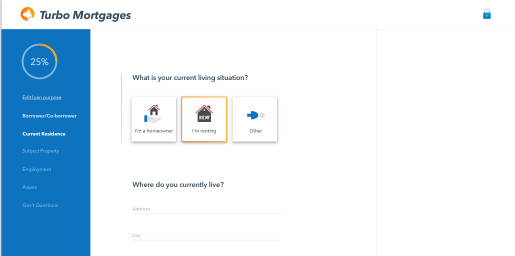 Turbo Mortgages
25%
Edit loan purpose
Borrower/Co-borrower
Current Residence
Subject Property
Employment
Assets
Gov't Questions
What is your current living situation?
I'm a homeowner
RENT
I'm renting
Other
Where do you currently live?
Address
City